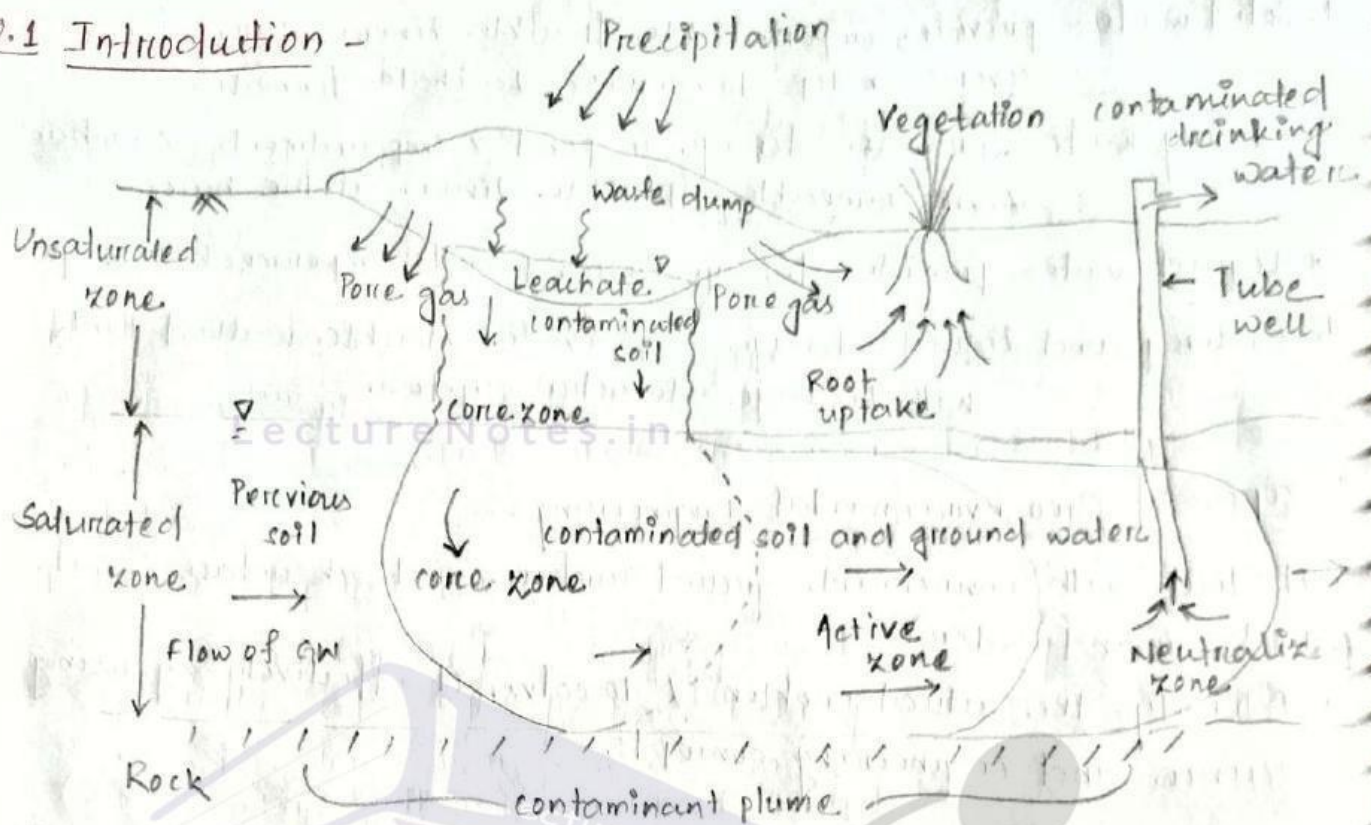 .1 Introduction -
Precipitation
Vegetation
contaminated
drinking
water
waste dump
Unsaturated
zone
Pore gas
Leachate
Pore gas
Tube
well
contaminated
soil
Root
uptake
core zone
LectureNotes.in
Pervious
soil
Saturated
zone
contaminated soil and ground water
core zone
Flow of GW
Active
zone
Neutraliz.
zone
Rock
contaminant plume